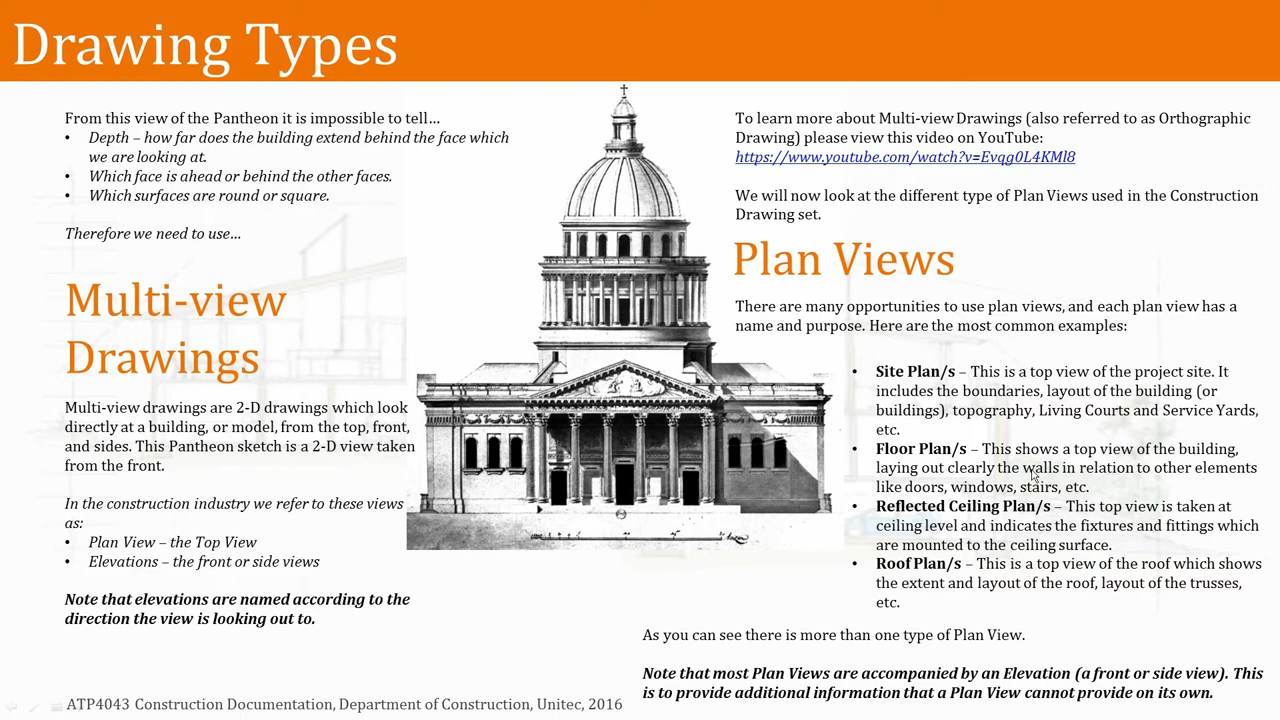 Drawing Types
From this view of the Pantheon it is impossible to tell…
• Depth – how far does the building extend behind the face which
we are looking at.
• Which face is ahead or behind the other faces.
• Which surfaces are round or square.
Therefore we need to use…
Multi-view
Drawings
Multi-view drawings are 2-D drawings which look
directly at a building, or model, from the top, front,
and sides. This Pantheon sketch is a 2-D view taken
from the front.
In the construction industry we refer to these views
as:
• Plan View – the Top View
• Elevations – the front or side views
Note that elevations are named according to the
direction the view is looking out to.
To learn more about Multi-view Drawings (also referred to as Orthographic
Drawing) please view this video on YouTube:
https://www.youtube.com/watch?v=Evqg0L4KMl8
We will now look at the different type of Plan Views used in the Construction
Drawing set.
Plan Views
There are many opportunities to use plan views, and each plan view has a
name and purpose. Here are the most common examples:
• Site Plan/s – This is a top view of the project site. It
includes the boundaries, layout of the building (or
buildings), topography, Living Courts and Service Yards,
etc.
• Floor Plan/s – This shows a top view of the building,
laying out clearly the walls in relation to other elements
like doors, windows, stairs, etc.
• Reflected Ceiling Plan/s – This top view is taken at
ceiling level and indicates the fixtures and fittings which
are mounted to the ceiling surface.
• Roof Plan/s – This is a top view of the roof which shows
the extent and layout of the roof, layout of the trusses,
etc.
As you can see there is more than one type of Plan View.
Note that most Plan Views are accompanied by an Elevation (a front or side view). This
is to provide additional information that a Plan View cannot provide on its own.
ATP4043 Construction Documentation, Department of Construction, Unitec, 2016